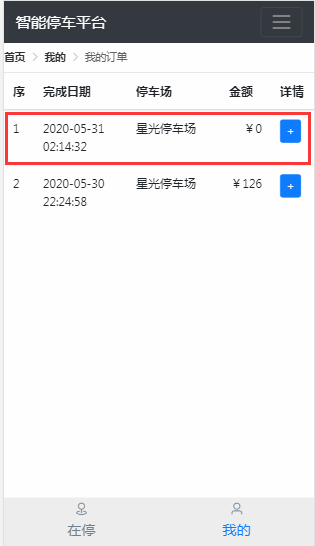 智能停车平台
首页 > 我的 > 我的订单
序 完成日期 停车场 金额 详情
1 2020-05-31 星光停车场 ￥0 +
02:14:32
2 2020-05-30 星光停车场 ￥126 +
22:24:58
在停 我的